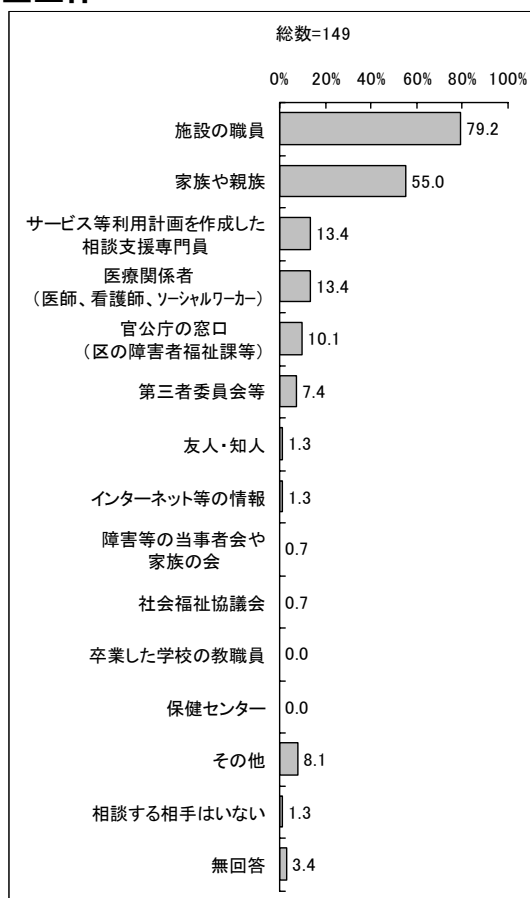 総数=149
0% 20% 40% 60% 80% 100%
施設の職員 79.2
家族や親族 55.0
サービス等利用計画を作成した
相談支援専門員 13.4
医療関係者
（医師、看護師、ソーシャルワーカー） 13.4
官公庁の窓口
（区の障害者福祉課等） 10.1
第三者委員会等 7.4
友人・知人 1.3
インターネット等の情報 1.3
障害等の当事者会や
家族の会 0.7
社会福祉協議会 0.7
卒業した学校の教職員 0.0
保健センター 0.0
その他 8.1
相談する相手はいない 1.3
無回答 3.4